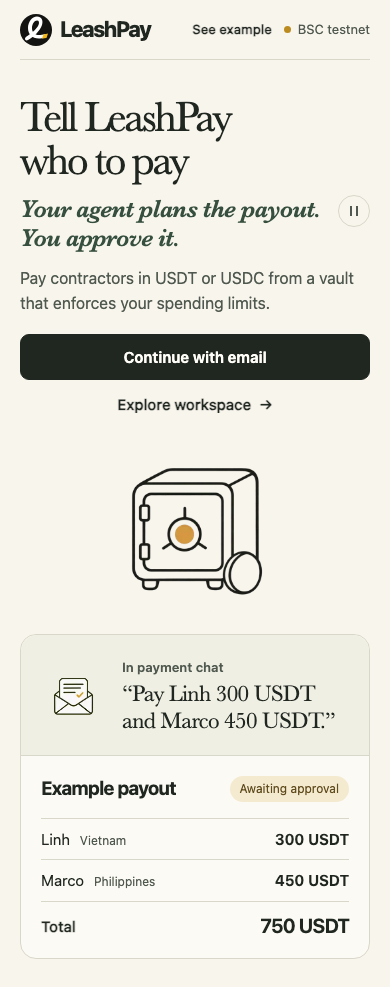 LeashPay
See example
BSC testnet
Tell LeashPay
who to pay
Your agent plans the payout.
You approve it.
Pay contractors in USDT or USDC from a vault
that enforces your spending limits.
Continue with email
Explore workspace →
In payment chat
“Pay Linh 300 USDT
and Marco 450 USDT.”
Example payout
Awaiting approval
Linh Vietnam 300 USDT
Marco Philippines 450 USDT
Total 750 USDT